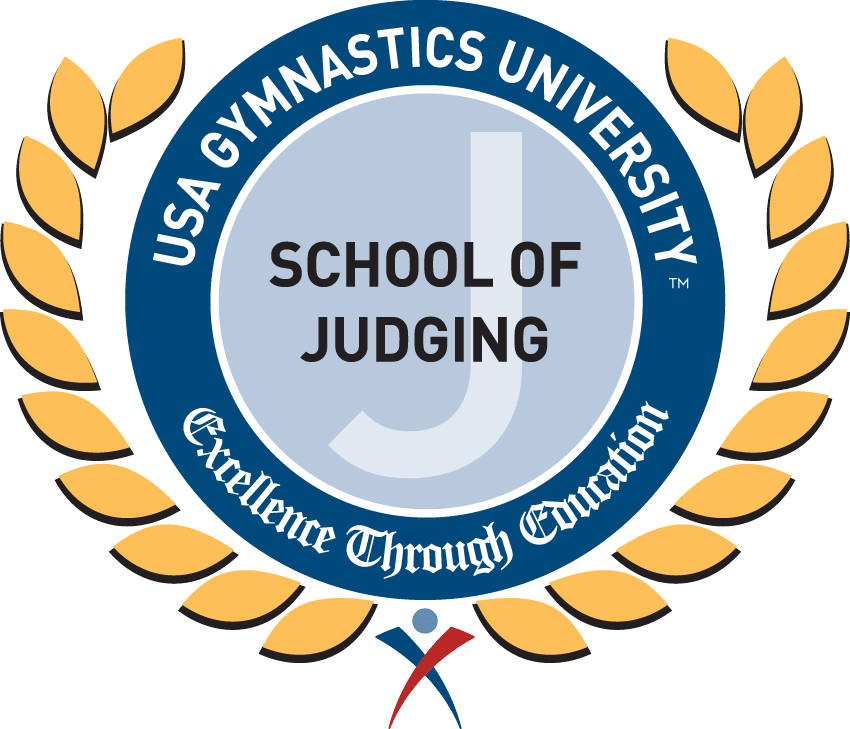 USA GYMNASTICS UNIVERSITY
™
J
SCHOOL OF
JUDGING
Excellence Through Education